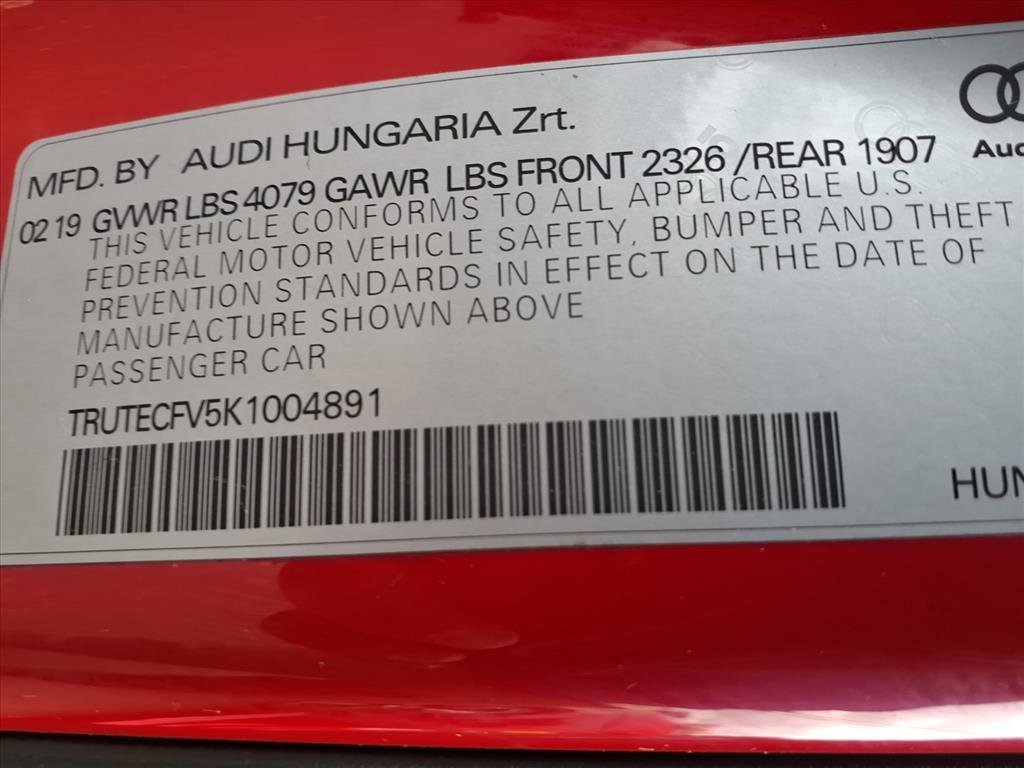 MFD. BY AUDI HUNGARIA Zrt.
02 19 GVWR LBS 4079 GAWR LBS FRONT 2326 /REAR 1907
THIS VEHICLE CONFORMS TO ALL APPLICABLE U.S.
FEDERAL MOTOR VEHICLE SAFETY, BUMPER AND THEFT
PREVENTION STANDARDS IN EFFECT ON THE DATE OF
MANUFACTURE SHOWN ABOVE
PASSENGER CAR
TRUTECFV5K1004891
Aud
HUN